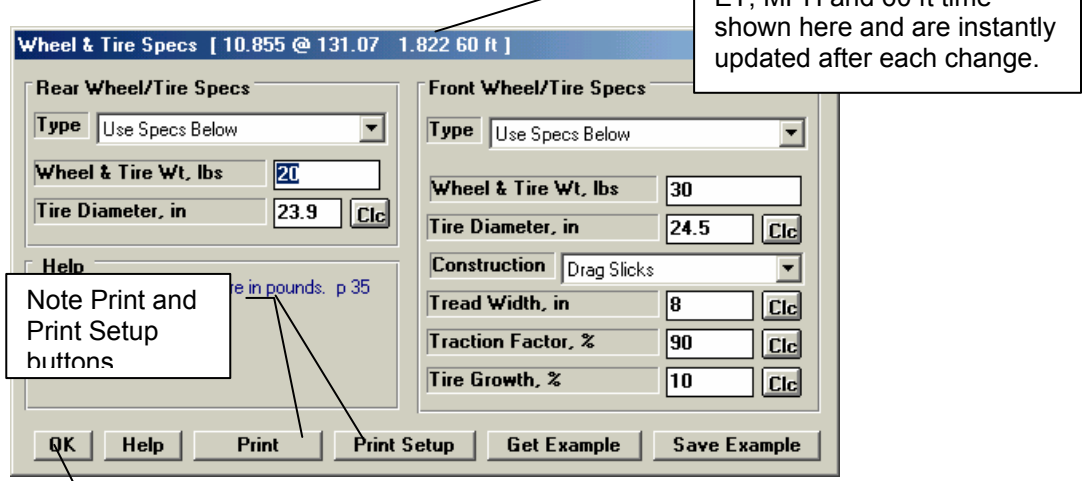 ET, MPH and 60 ft time
shown here and are instantly
updated after each change.
Wheel & Tire Specs [ 10.855 @ 131.07 1.822 60 ft ]
Rear Wheel/Tire Specs
Type Use Specs Below
Wheel & Tire Wt, lbs 20
Tire Diameter, in 23.9 Clc
Help
in pounds. p 35
Note Print and
Print Setup
buttons
Front Wheel/Tire Specs
Type Use Specs Below
Wheel & Tire Wt, lbs 30
Tire Diameter, in 24.5 Clc
Construction Drag Slicks
Tread Width, in 8 Clc
Traction Factor, % 90 Clc
Tire Growth, % 10 Clc
OK Help Print Print Setup Get Example Save Example